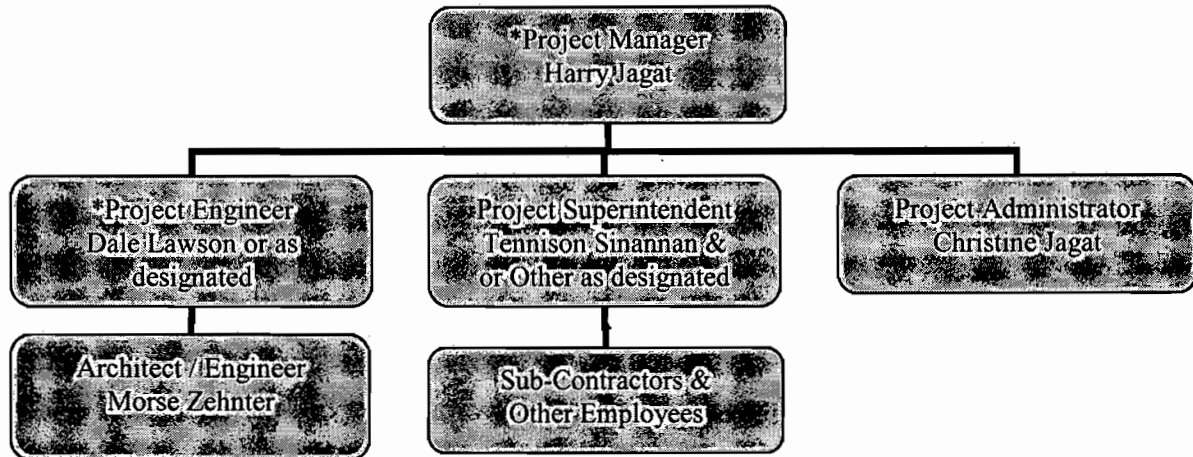 *Project Manager
Harry Jagat
*Project Engineer
Dale Lawson or as
designated
Project Superintendent
Tennison Sinannan &
or Other as designated
Project Administrator
Christine Jagat
Architect / Engineer
Morse Zehnter
Sub-Contractors &
Other Employees